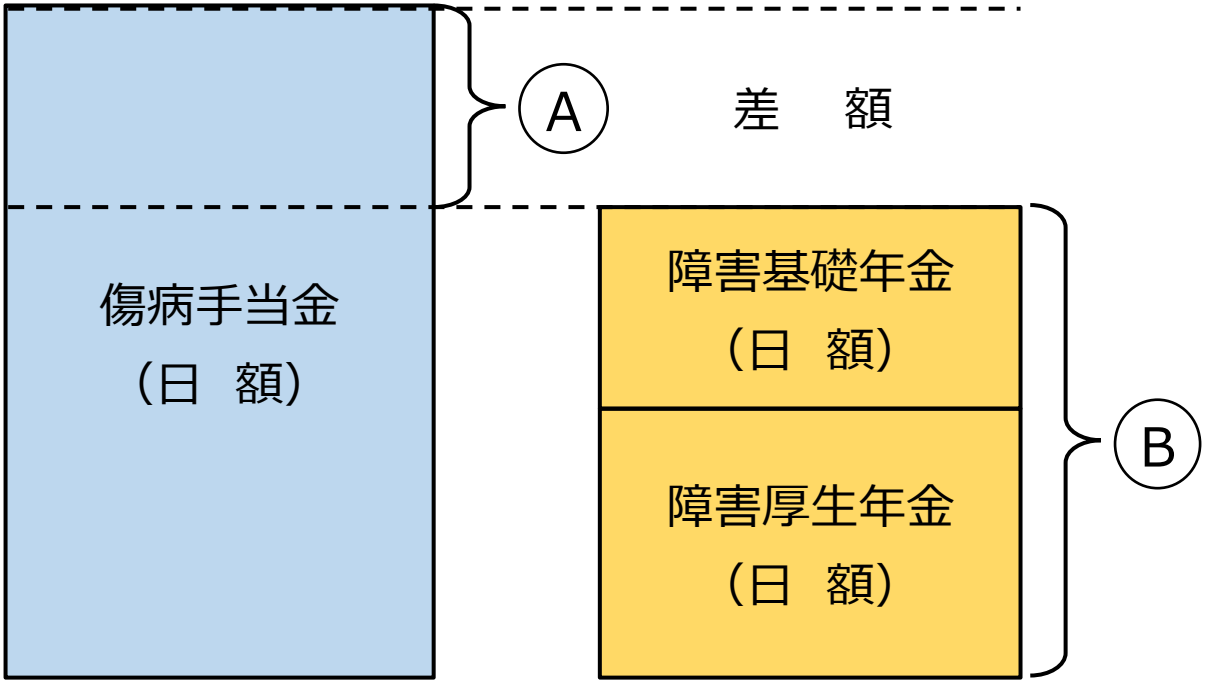 A
差　額
傷病手当金
（日　額）
障害基礎年金
（日　額）
障害厚生年金
（日　額）
B